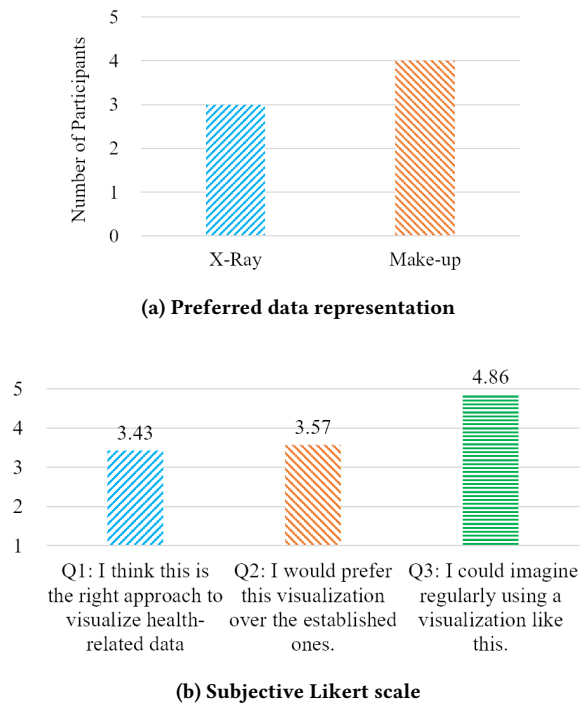 5
4
3
2
1
0
Number of Participants
X-Ray Make-up
(a) Preferred data representation
5
4
3
2
1
3.43 3.57 4.86
Q1: I think this is Q2: I would prefer Q3: I could imagine
the right approach to this visualization regularly using a
visualize health- over the established visualization like
related data ones. this.
(b) Subjective Likert scale